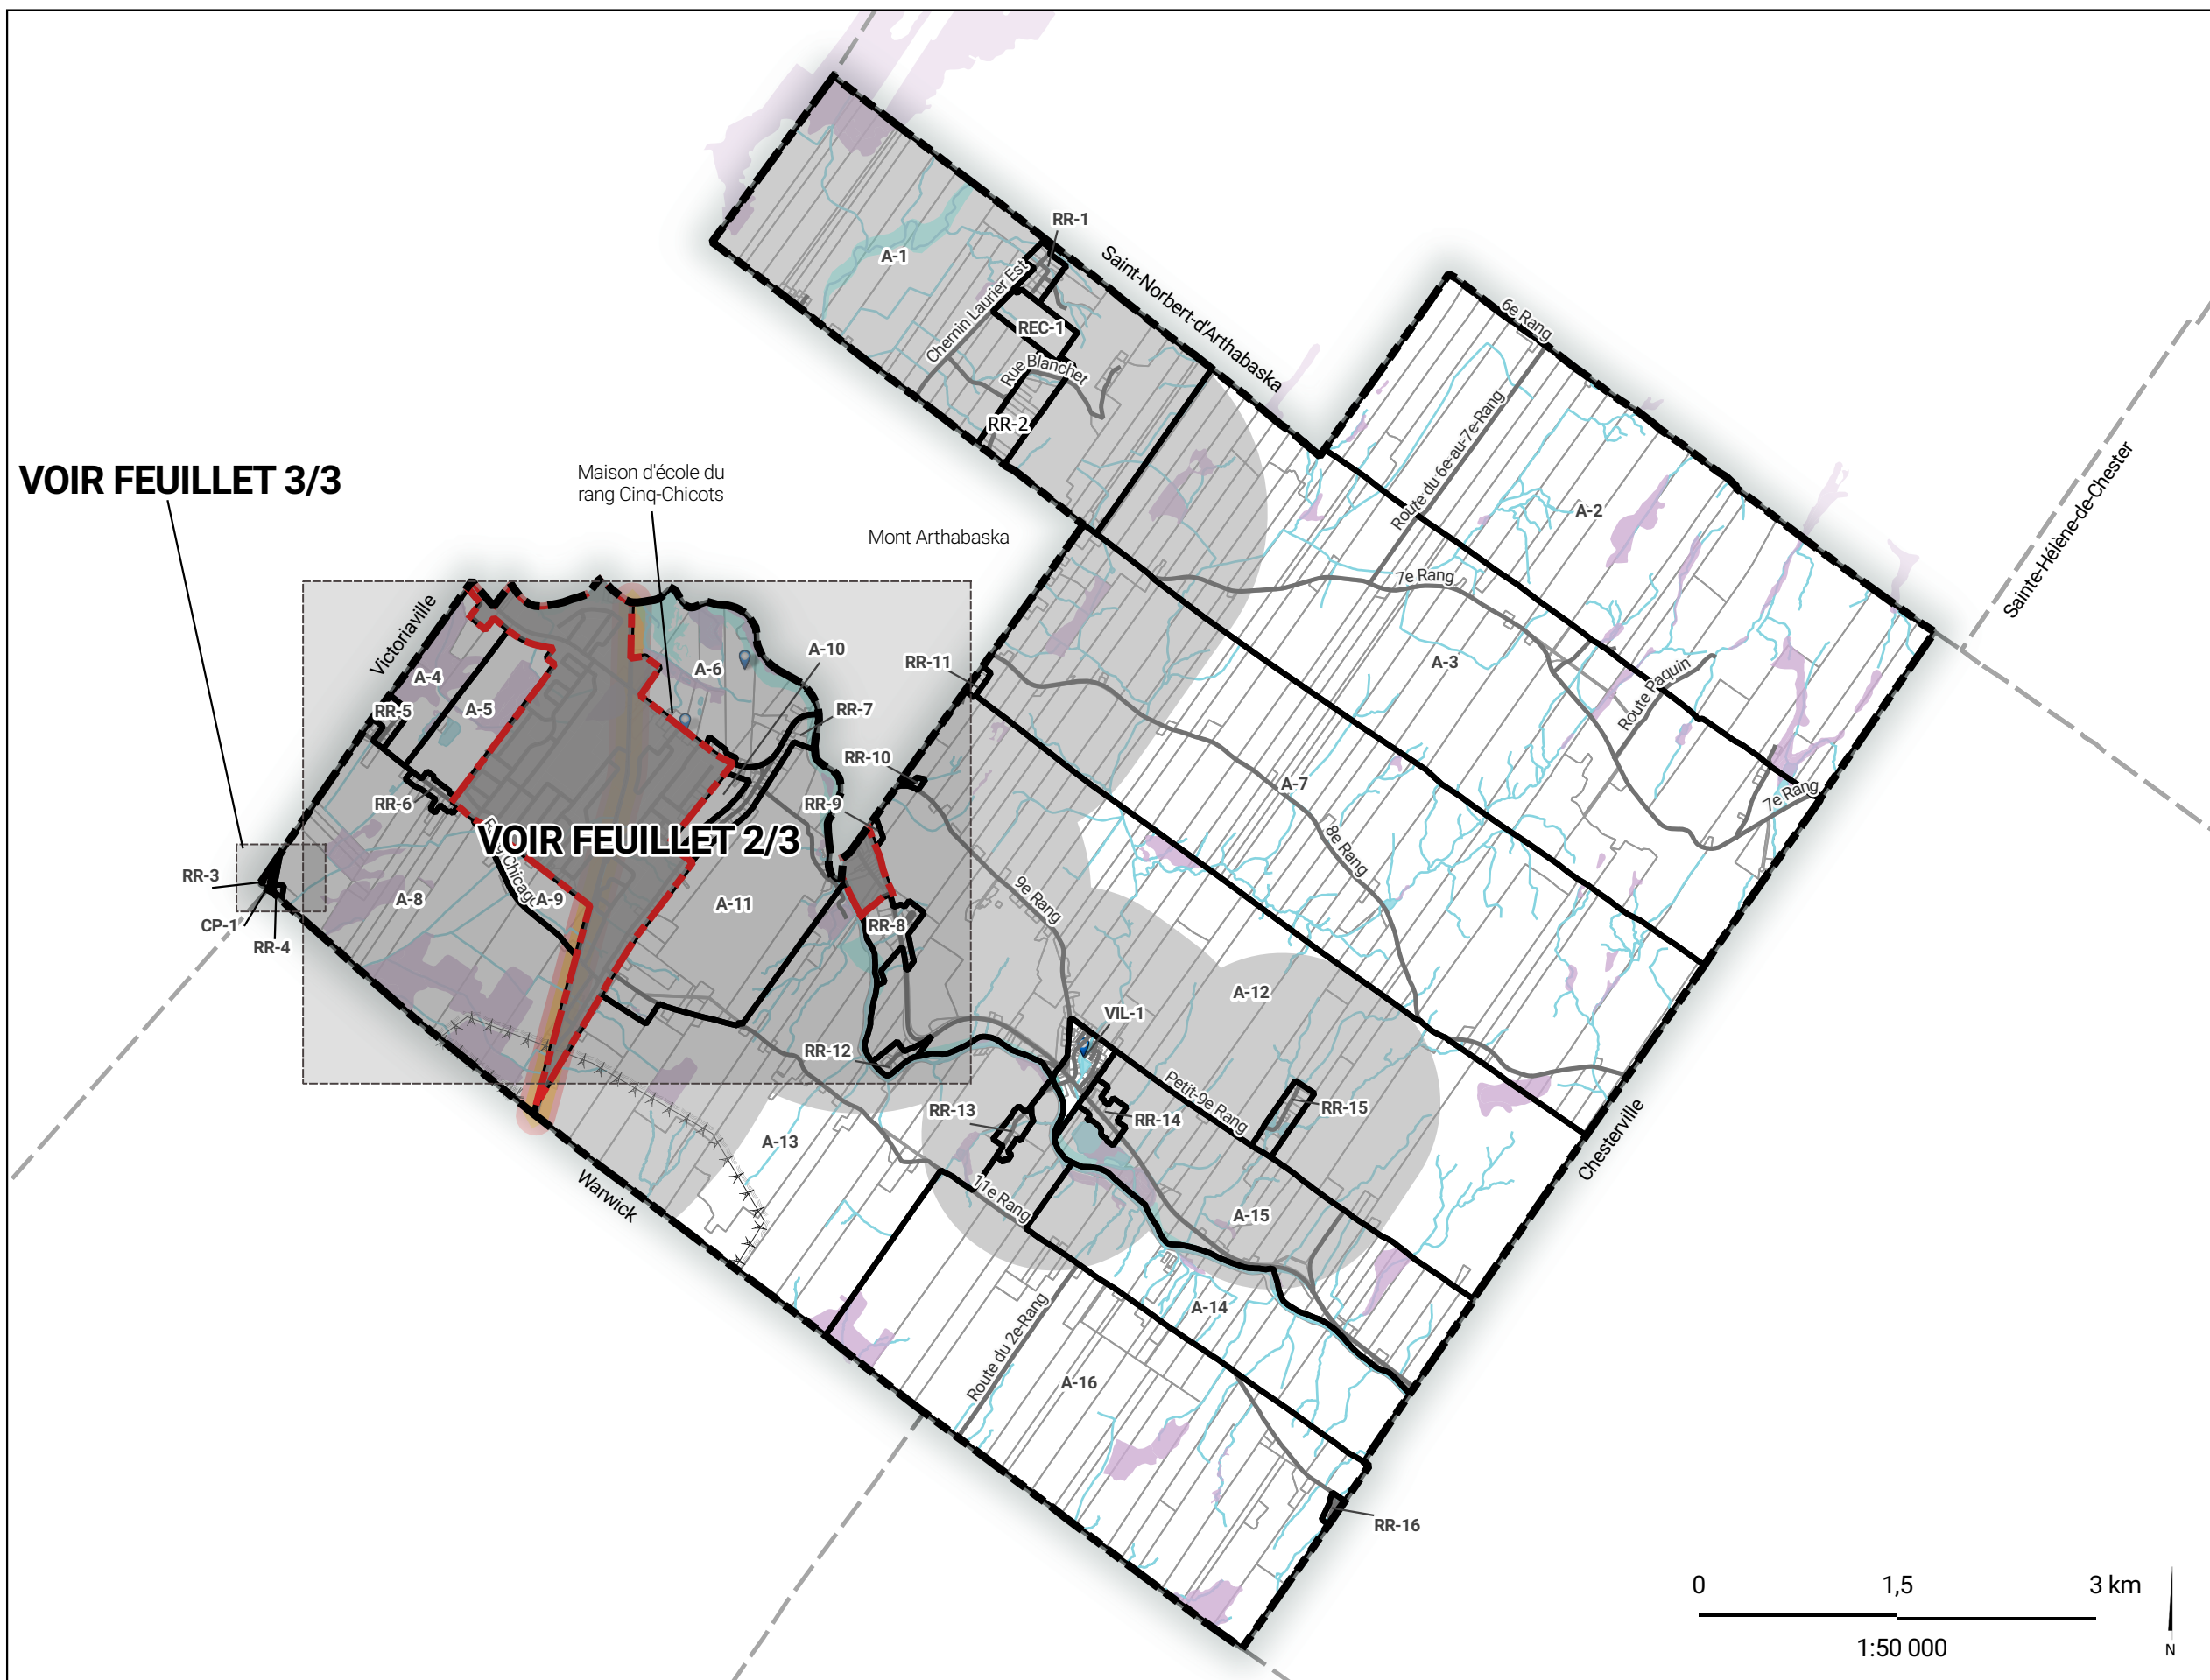 RR-1
Saint-Norbert-d'Arthabaska
A-1
Chemin Laurier Est
REC-1
Rue Blanchet
RR-2
6e Rang
Route du 6e-au-7e-Rang
A-2
Sainte-Hélène-de-Chester
VOIR FEUILLET 3/3
Maison d'école du
rang Cinq-Chicots
Mont Arthabaska
7e Rang
Victoriaville
A-4
A-6
A-10
RR-11
A-3
Route Paquin
RR-5
A-5
RR-7
RR-10
A-7
7e Rang
RR-6
RR-9
VOIR FEUILLET 2/3
8e Rang
RR-3
A-8
A-9
A-11
9e Rang
CP-1
RR-4
RR-8
A-12
VIL-1
RR-12
Petit-9e Rang
RR-13
RR-14
RR-15
A-13
Chesterville
Warwick
11e Rang
A-15
A-14
Route du 2e-Rang
A-16
RR-16
0
1,5
3 km
1:50 000
N